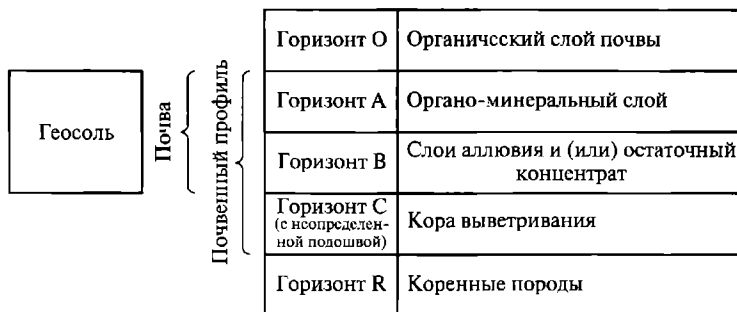 Геосоль
Почва
Почвенный профиль
Горизонт О
Органичсский слой почвы
Горизонт А
Органо-минеральный слой
Горизонт В
Слои аллювия и (или) остаточный
концентрат
Горизонт С
(с нсопределен-
ной подошвой)
Кора выветривания
Горизонт R
Коренные породы